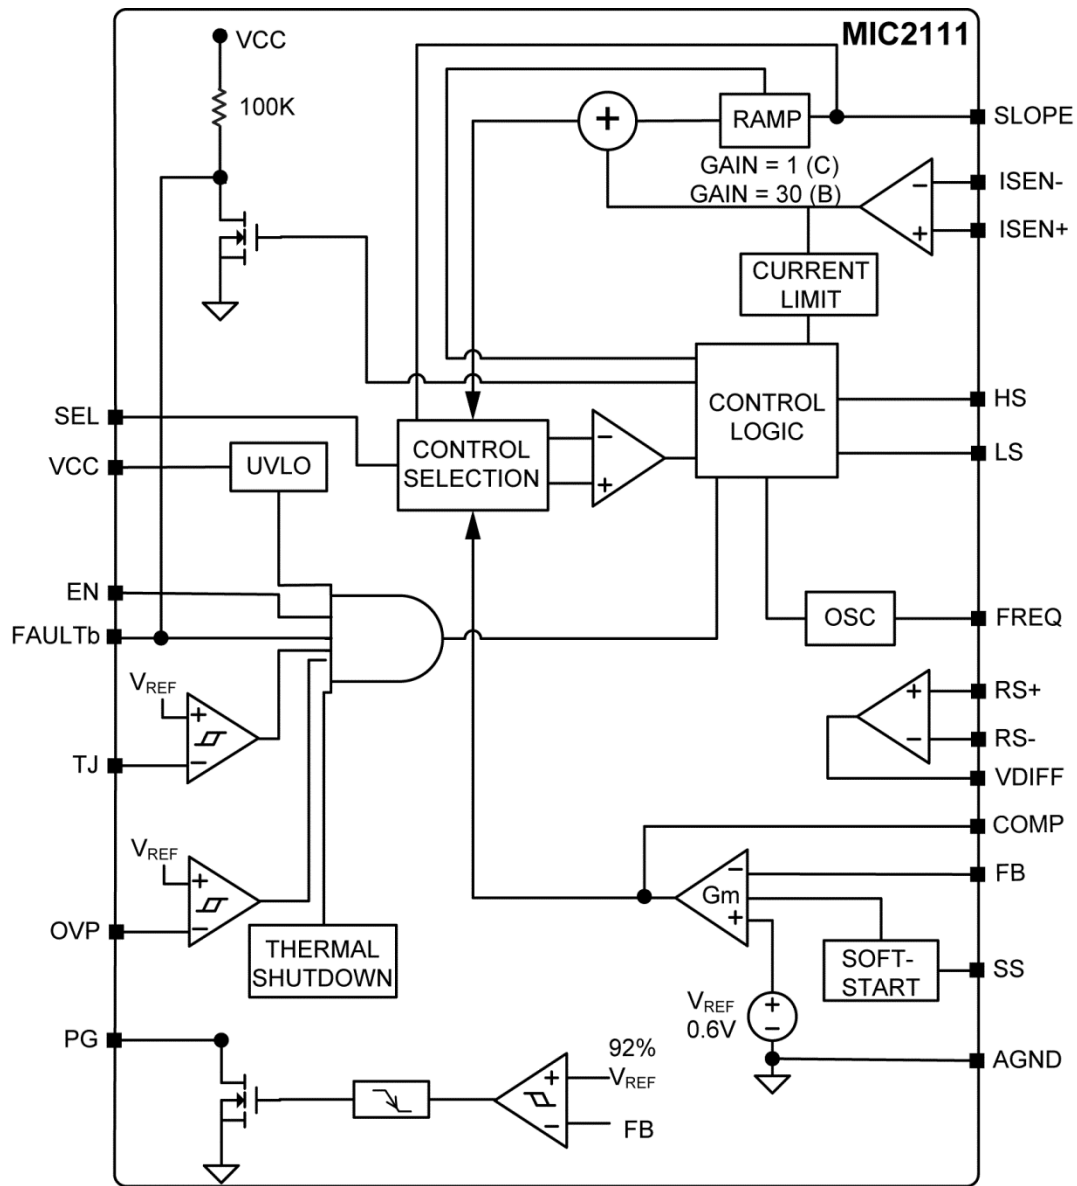 MIC2111
VCC
100K
+
RAMP
SLOPE
GAIN = 1 (C)
GAIN = 30 (B)
−
+
ISEN-
ISEN+
CURRENT
LIMIT
SEL
VCC
UVLO
CONTROL
SELECTION
−
+
CONTROL
LOGIC
HS
LS
EN
FAULTb
OSC
FREQ
VREF
+
−
TJ
+
−
RS+
RS-
VDIFF
COMP
VREF
+
−
OVP
THERMAL
SHUTDOWN
−
Gm
+
FB
SOFT-
START
SS
VREF
0.6V
+
−
AGND
PG
92%
VREF
+
−
FB